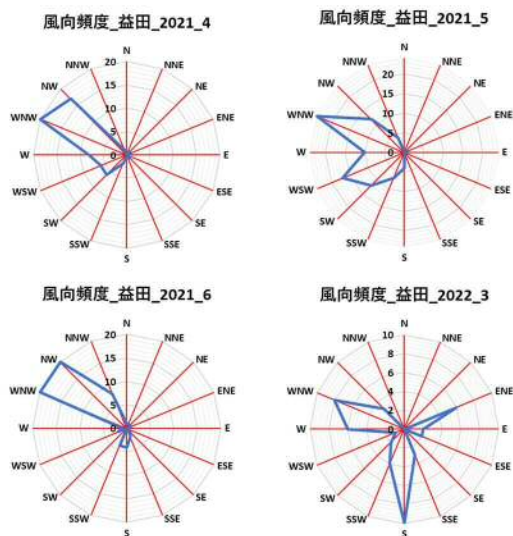 風向頻度_益田_2021_4
N
NNW 20 NNE
NW 15 NE
10
WNW 5 ENE
W 0 E
WSW ESE
SW SE
SSW SSE
S
風向頻度_益田_2021_5
N
NNW NNE
20
NW 15 NE
10
WNW 5 ENE
W 0 E
WSW ESE
SW SE
SSW SSE
S
風向頻度_益田_2021_6
N
NNW 20 NNE
NW 15 NE
10
WNW 5 ENE
W 0 E
WSW ESE
SW SE
SSW SSE
S
風向頻度_益田_2022_3
N
NNW 10 NNE
8
NW 6 NE
4
WNW 2 ENE
W 0 E
WSW ESE
SW SE
SSW SSE
S